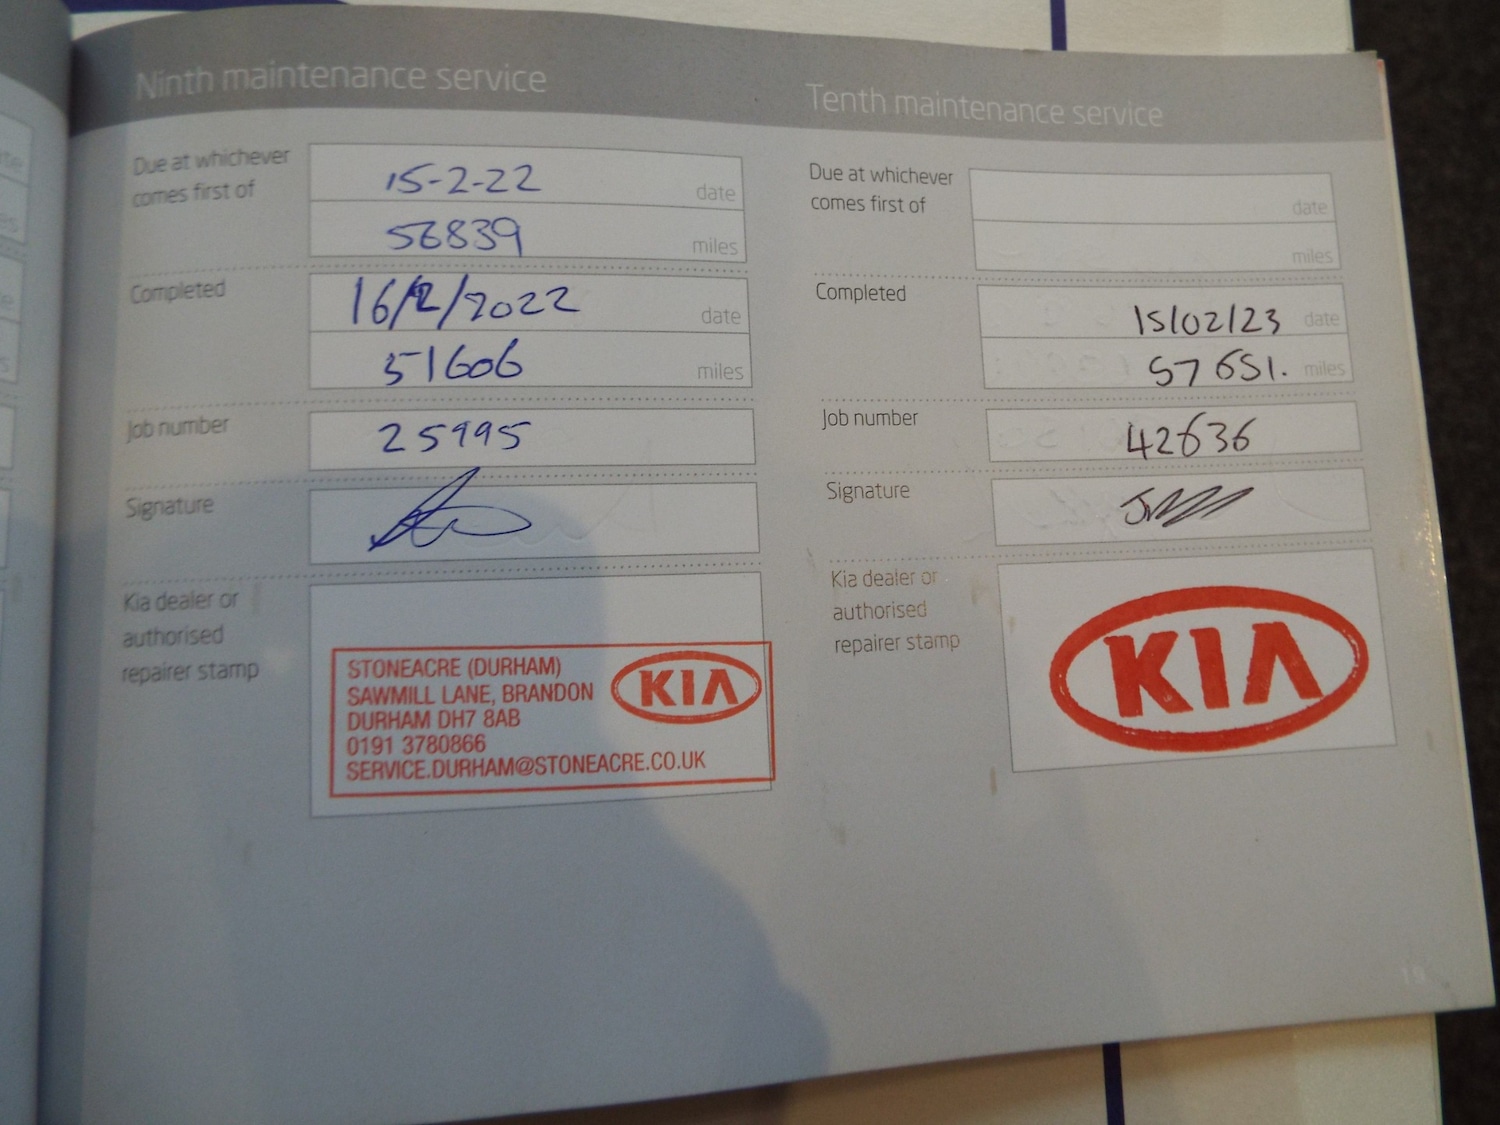 Ninth maintenance service
Due at whichever
comes first of
15-2-22 date
56839 miles
Completed
16/2/2022 date
51606 miles
Job number
25995
Signature
Kia dealer or
authorised
repairer stamp
STONEACRE (DURHAM)
SAWMILL LANE, BRANDON
DURHAM DH7 8AB
0191 3780866
SERVICE.DURHAM@STONEACRE.CO.UK
KIA
Tenth maintenance service
Due at whichever
comes first of
date
miles
Completed
15/02/23 date
57651. miles
Job number
42636
Signature
Kia dealer or
authorised
repairer stamp
KIA